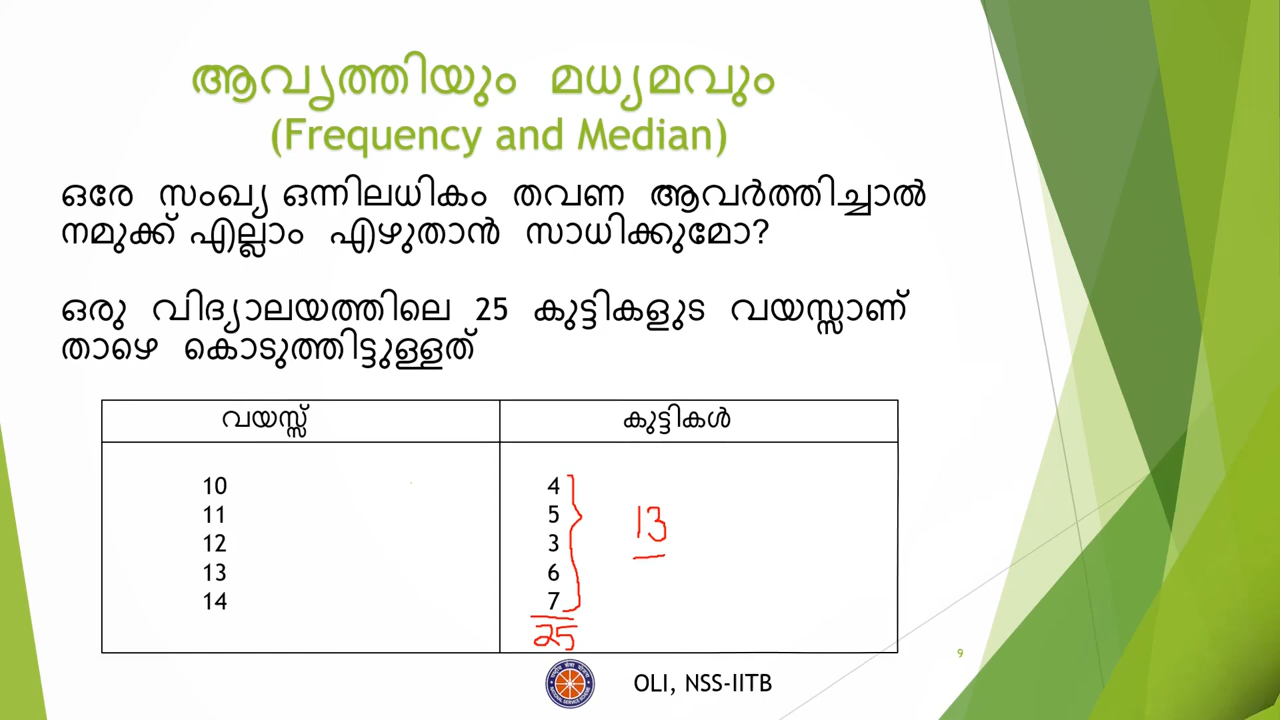 ആവൃത്തിയും മധ്യമവും
(Frequency and Median)
ഒരേ സംഖ്യ ഒന്നിലധികം തവണ ആവർത്തിച്ചാൽ
നമുക്ക് എല്ലാം എഴുതാൻ സാധിക്കുമോ?
ഒരു വിദ്യാലയത്തിലെ 25 കുട്ടികളുട വയസ്സാണ്
താഴെ കൊടുത്തിട്ടുള്ളത്
വയസ്സ് കുട്ടികൾ
10 4
11 5
12 3
13 6
14 7
13
25
9
OLI, NSS-IITB